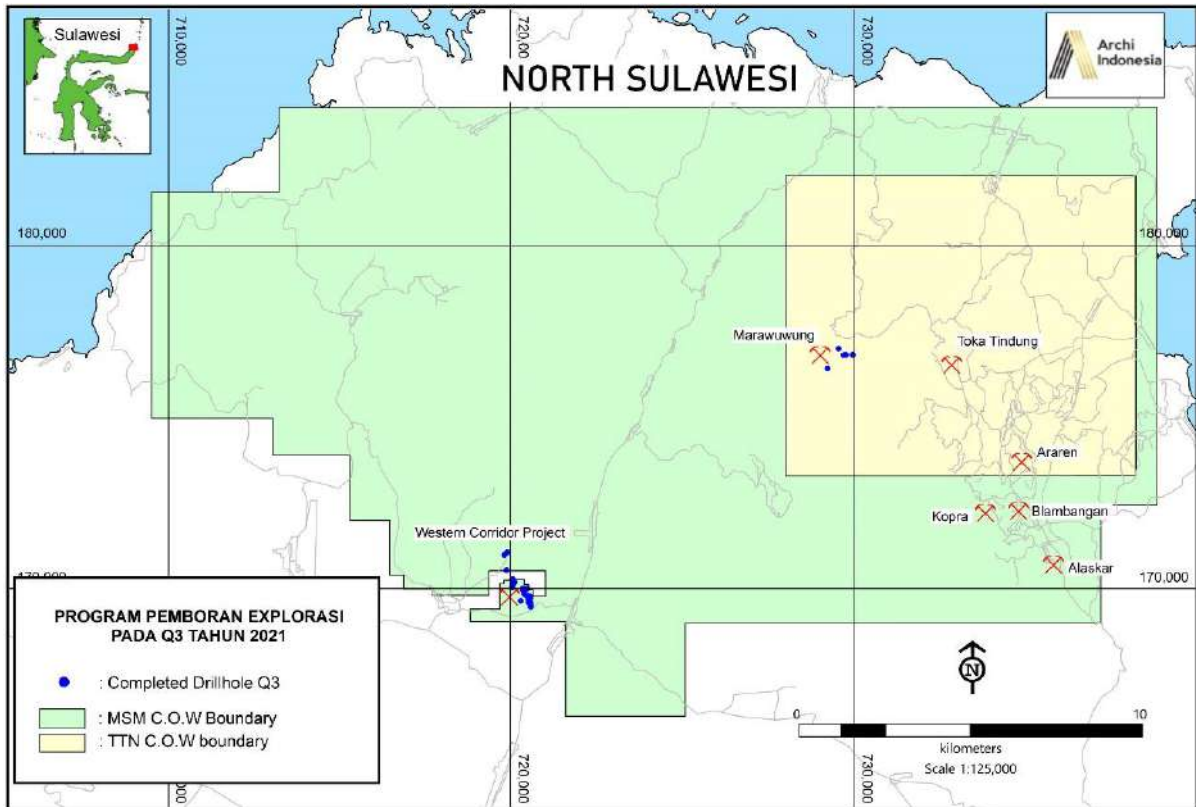 Sulawesi
710,000
730,000
Archi
Indonesia
NORTH SULAWESI
180,000
180,000
Marawuwung
Toka Tindung
Araren
Kopra
Blambangan
Alaskar
Western Corridor Project
170,000
PROGRAM PEMBORAN EXPLORASI
PADA Q3 TAHUN 2021
: Completed Drillhole Q3
: MSM C.O.W Boundary
: TTN C.O.W boundary
N
0
10
kilometers
Scale 1:125,000
720,000
730,000